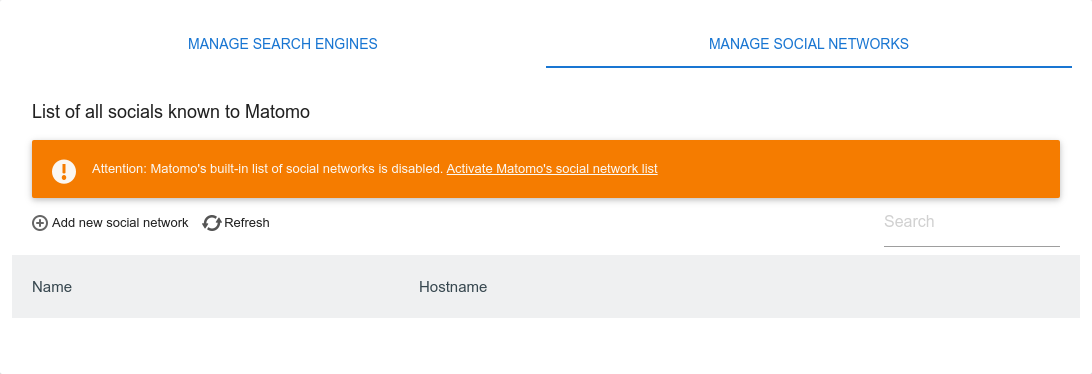 MANAGE SEARCH ENGINES MANAGE SOCIAL NETWORKS
List of all socials known to Matomo
Attention: Matomo's built-in list of social networks is disabled. Activate Matomo's social network list
Add new social network Refresh Search
Name Hostname